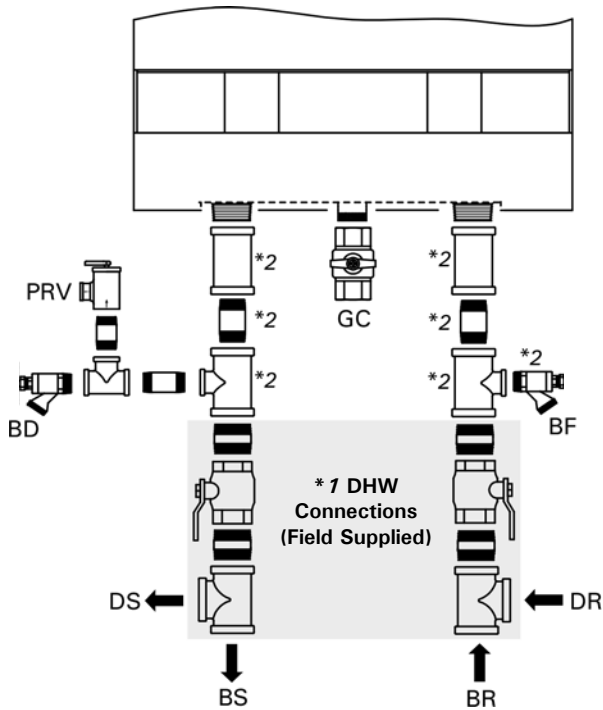 *2
*2
PRV
GC
*2
*2
*2
*2
*2
BD
BF
*1 DHW
Connections
(Field Supplied)
DS
DR
BS
BR